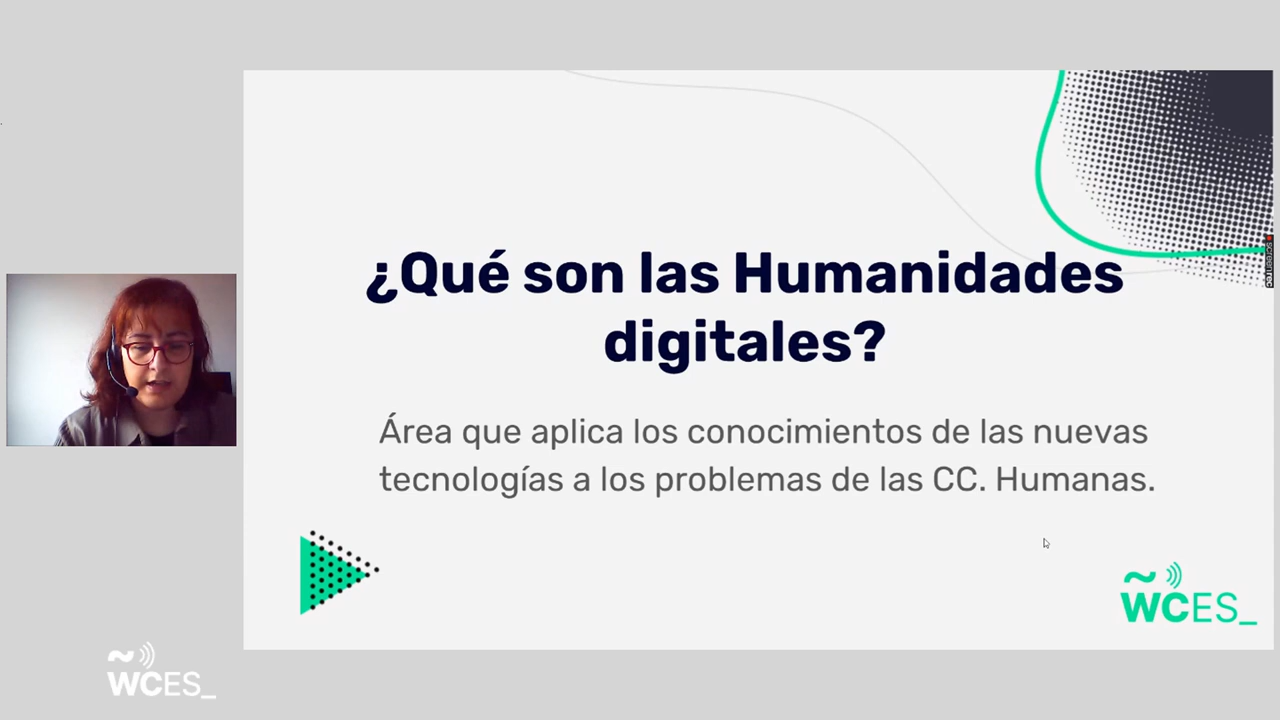 ¿Qué son las Humanidades
digitales?
Área que aplica los conocimientos de las nuevas
tecnologías a los problemas de las CC. Humanas.
WCES_
WCES_